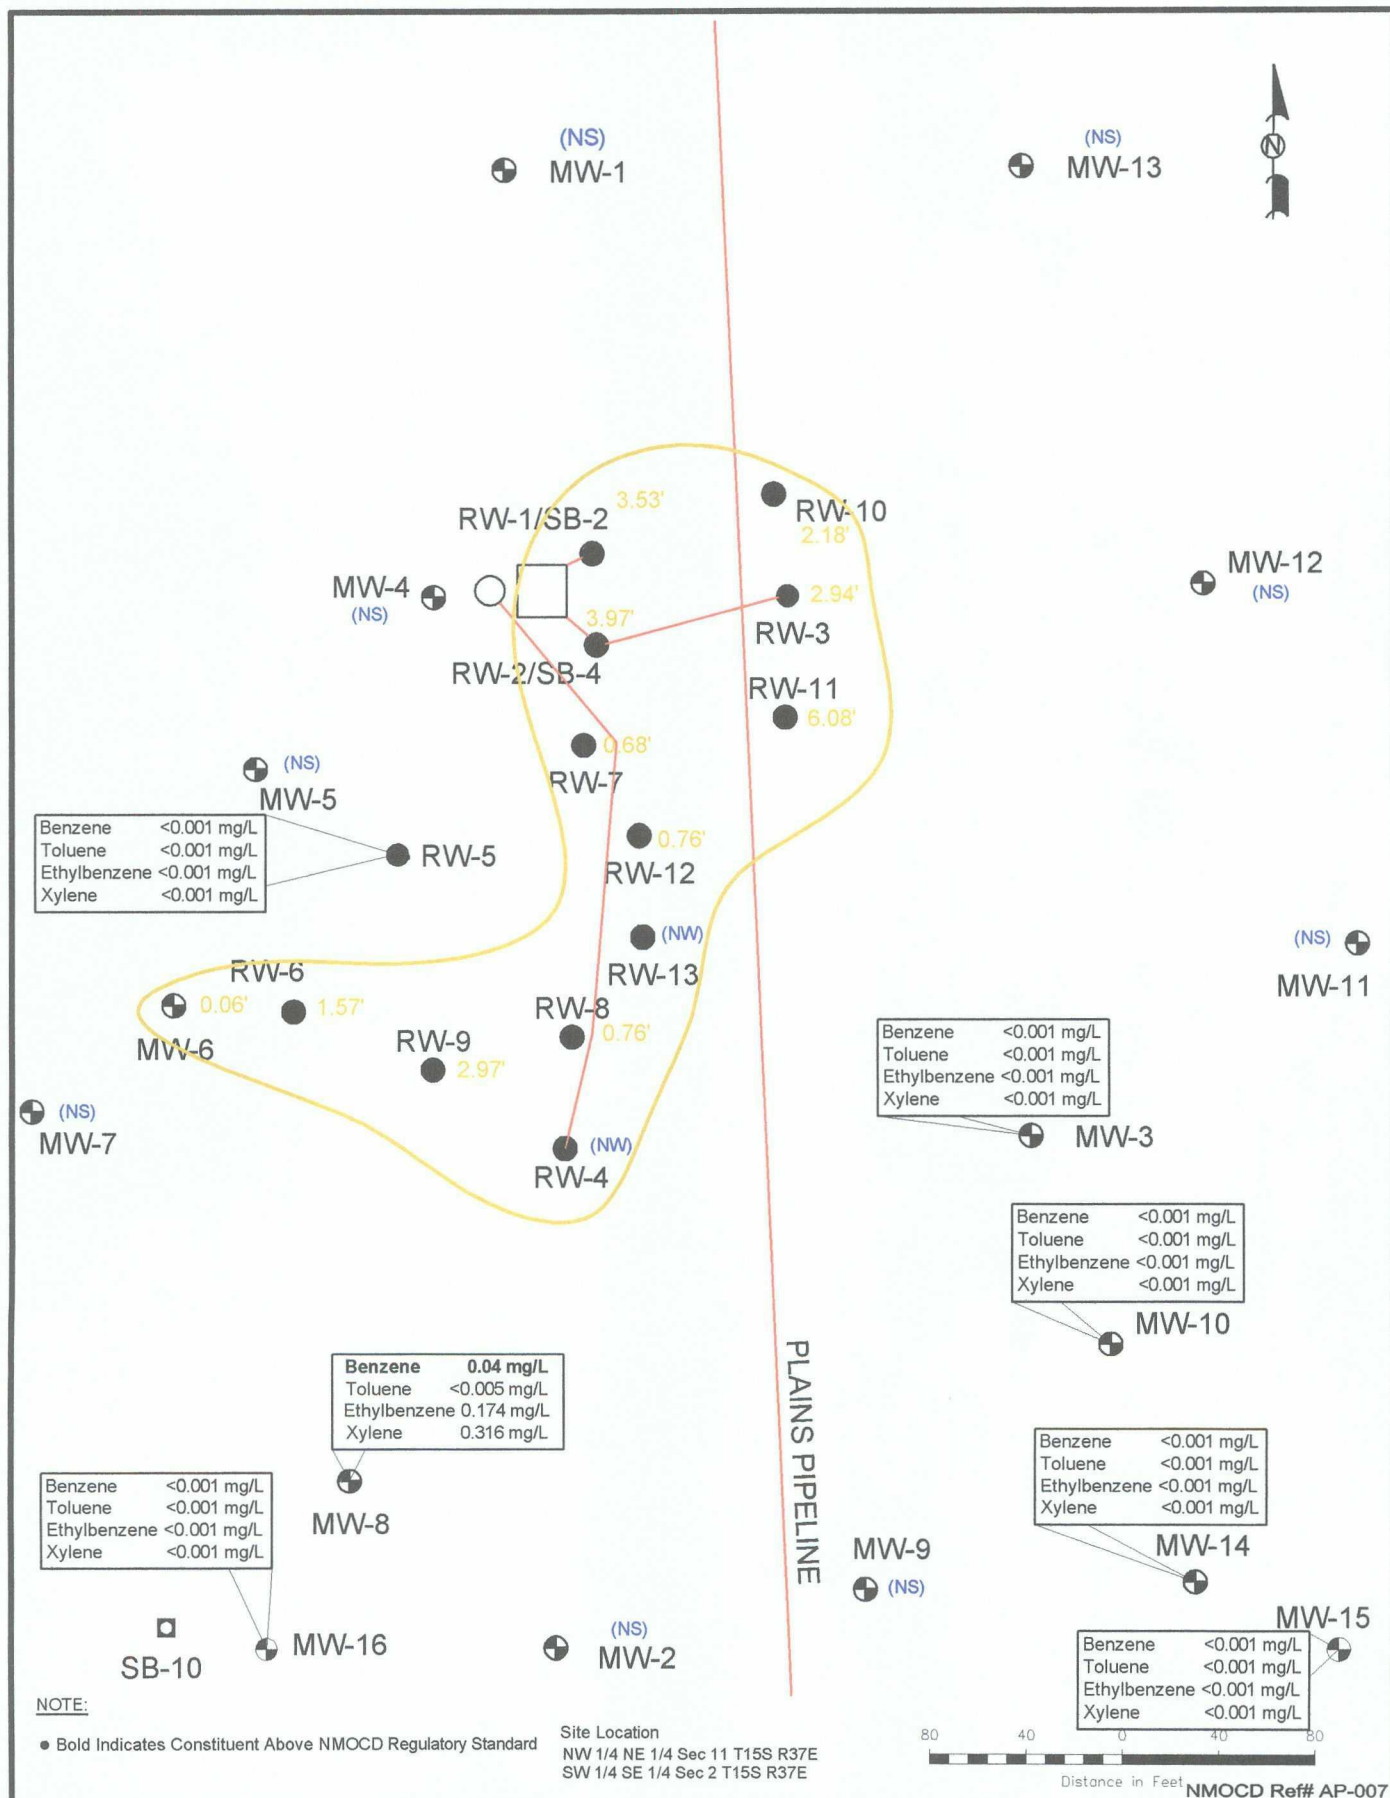 (NS)
MW-1
(NS)
MW-13
N
3.53'
RW-1/SB-2
RW-10
2.18'
MW-4
(NS)
MW-12
(NS)
3.97'
2.94'
RW-3
RW-2/SB-4
RW-11
6.08'
0.68'
RW-7
(NS)
MW-5
Benzene <0.001 mg/L
Toluene <0.001 mg/L
Ethylbenzene <0.001 mg/L
Xylene <0.001 mg/L
RW-5
0.76'
RW-12
(NW)
RW-13
(NS)
MW-11
RW-6
0.06'
1.57'
MW-6
RW-8
0.76'
RW-9
2.97'
Benzene <0.001 mg/L
Toluene <0.001 mg/L
Ethylbenzene <0.001 mg/L
Xylene <0.001 mg/L
MW-3
(NS)
MW-7
(NW)
RW-4
Benzene <0.001 mg/L
Toluene <0.001 mg/L
Ethylbenzene <0.001 mg/L
Xylene <0.001 mg/L
MW-10
PLAINS PIPELINE
Benzene 0.04 mg/L
Toluene <0.005 mg/L
Ethylbenzene 0.174 mg/L
Xylene 0.316 mg/L
MW-8
Benzene <0.001 mg/L
Toluene <0.001 mg/L
Ethylbenzene <0.001 mg/L
Xylene <0.001 mg/L
MW-14
Benzene <0.001 mg/L
Toluene <0.001 mg/L
Ethylbenzene <0.001 mg/L
Xylene <0.001 mg/L
MW-16
SB-10
MW-9
(NS)
(NS)
MW-2
MW-15
Benzene <0.001 mg/L
Toluene <0.001 mg/L
Ethylbenzene <0.001 mg/L
Xylene <0.001 mg/L
NOTE:
• Bold Indicates Constituent Above NMOCD Regulatory Standard
Site Location
NW 1/4 NE 1/4 Sec 11 T15S R37E
SW 1/4 SE 1/4 Sec 2 T15S R37E
80 40 0 40 80
Distance in Feet
NMOCD Ref# AP-007